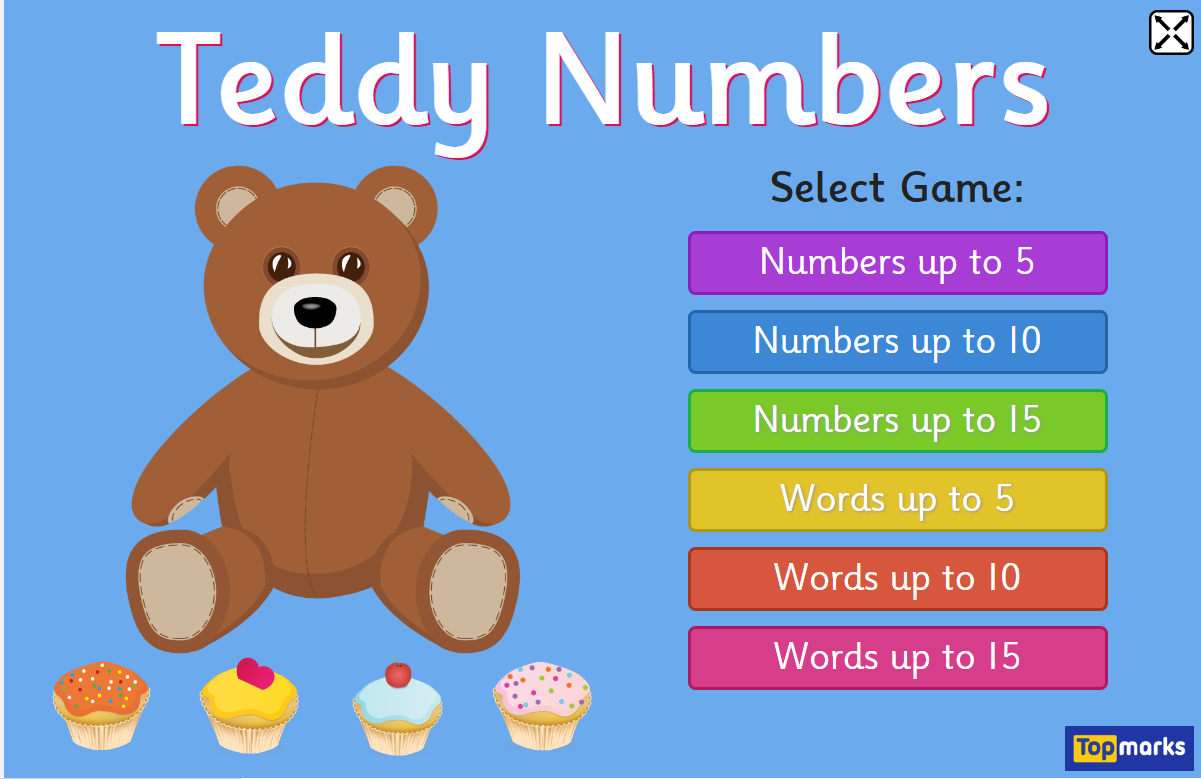 Teddy Numbers
Select Game:
Numbers up to 5
Numbers up to 10
Numbers up to 15
Words up to 5
Words up to 10
Words up to 15
Topmarks